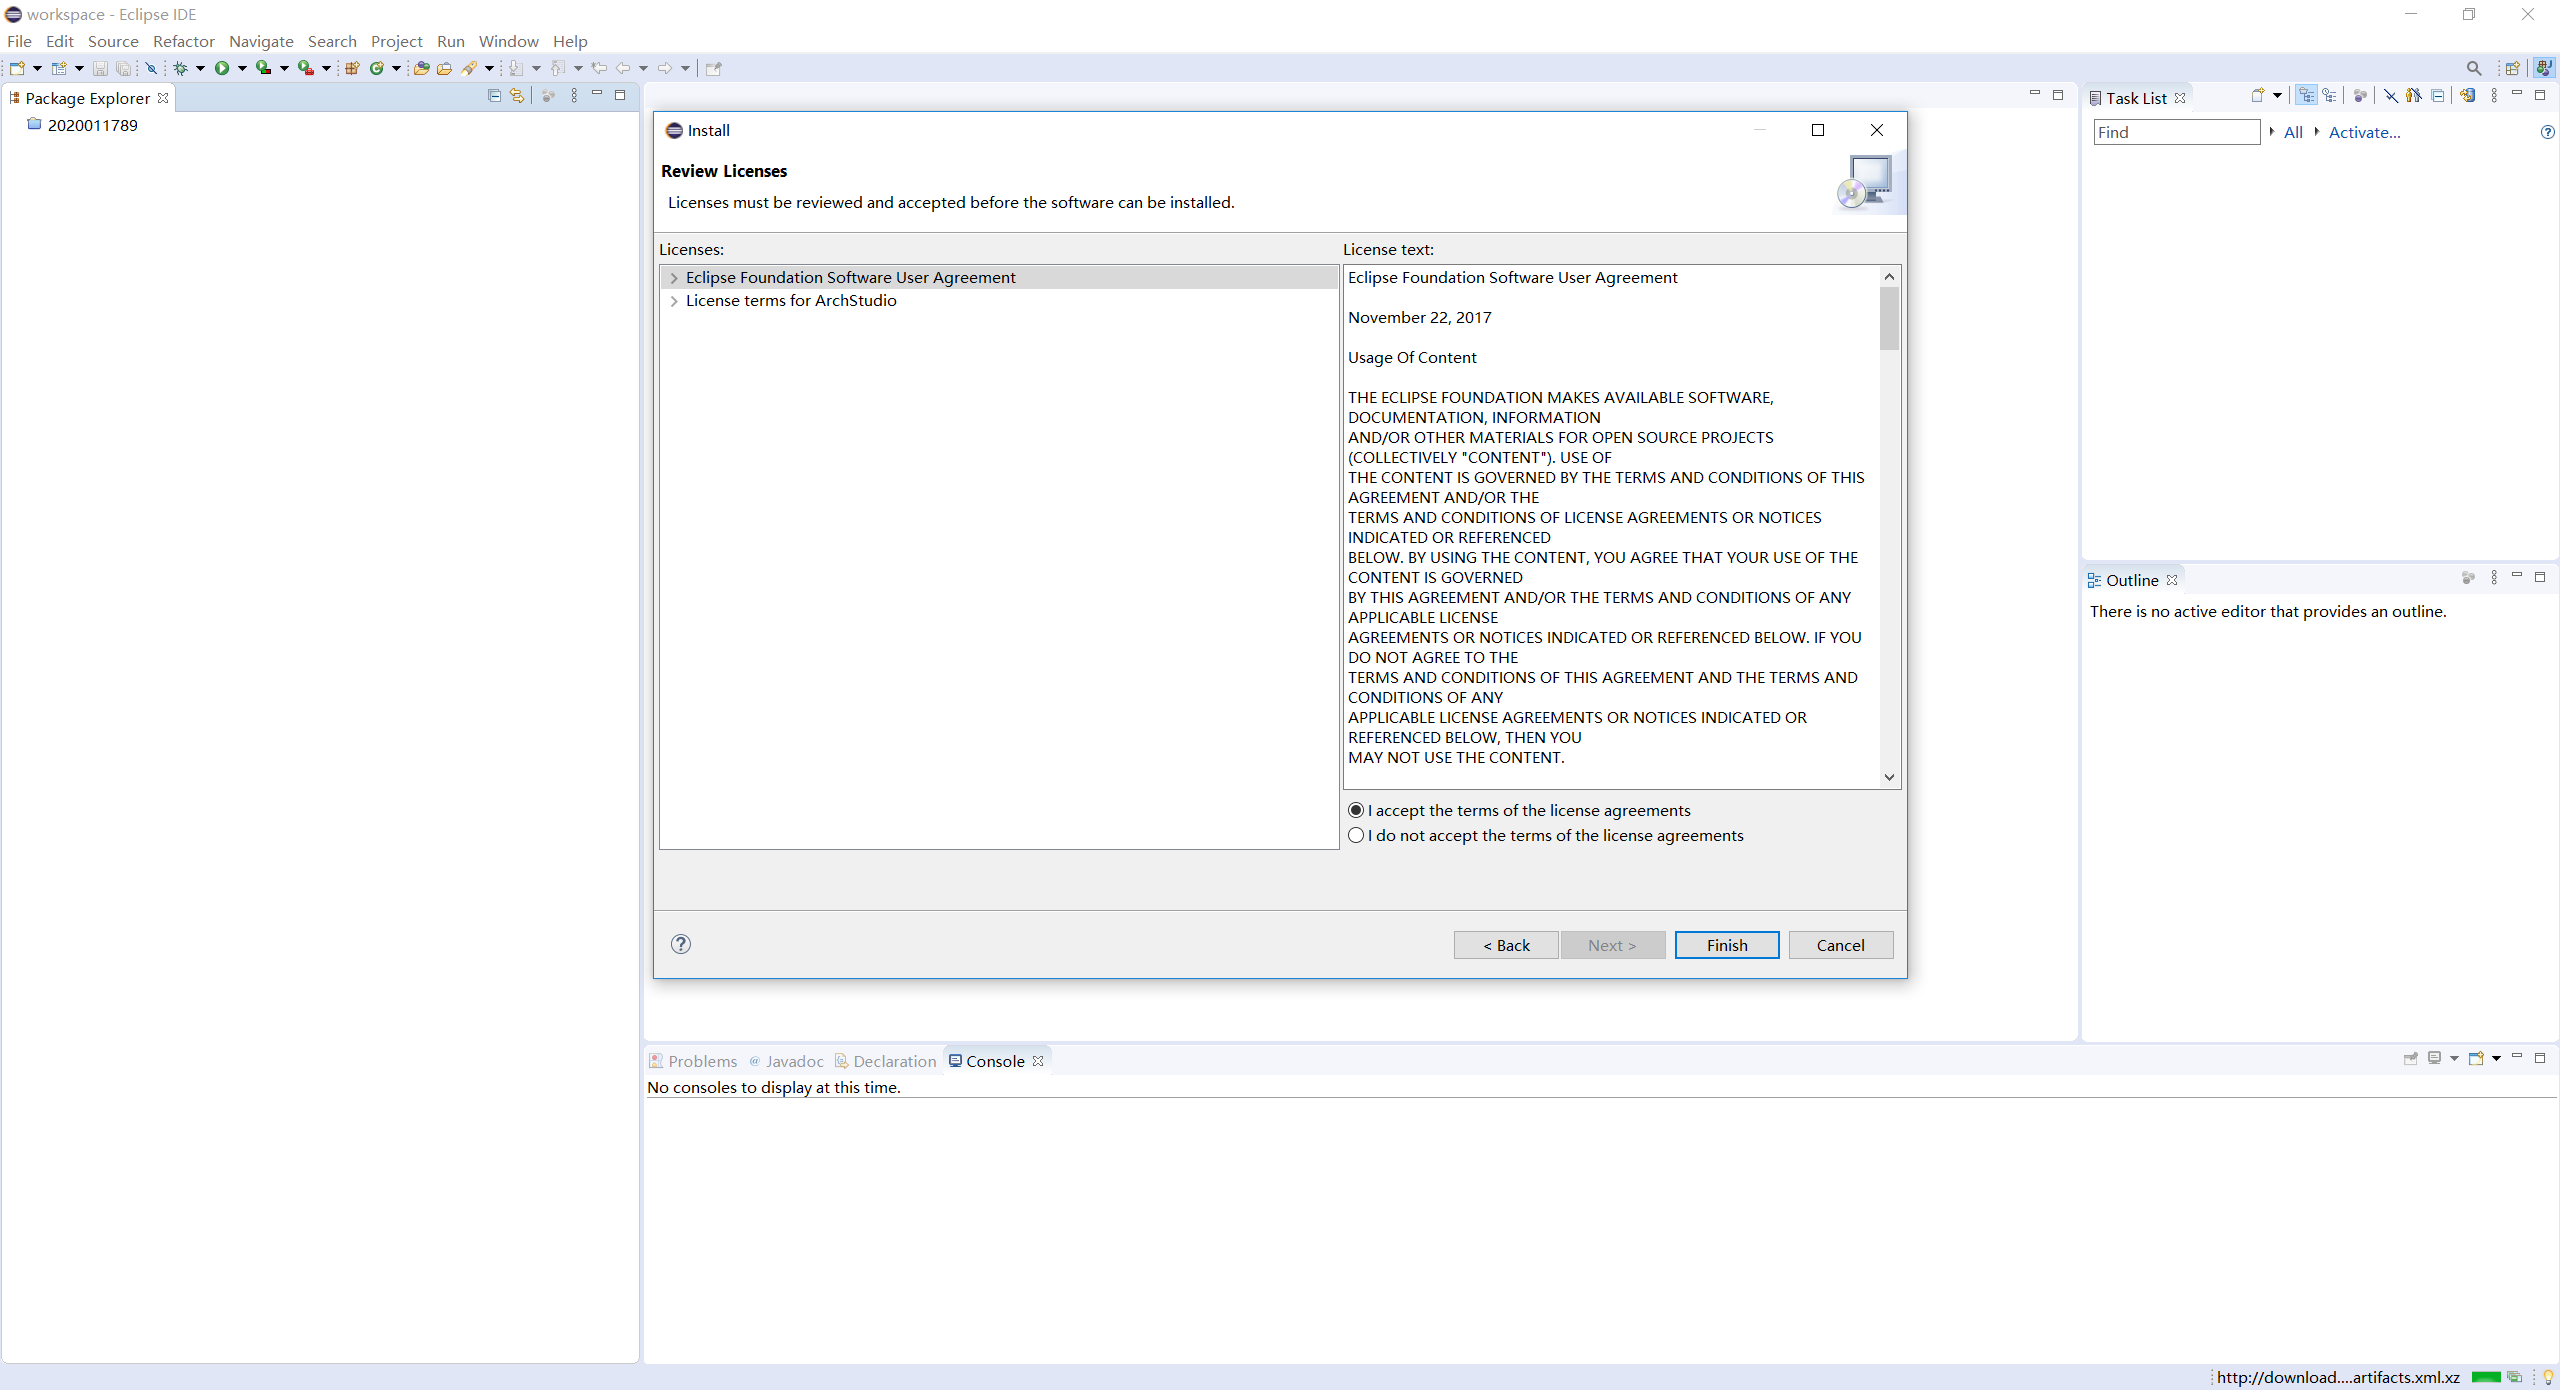 workspace - Eclipse IDE
File Edit Source Refactor Navigate Search Project Run Window Help
Package Explorer
2020011789
Install
Review Licenses
Licenses must be reviewed and accepted before the software can be installed.
Licenses:
Eclipse Foundation Software User Agreement
License terms for ArchStudio
License text:
Eclipse Foundation Software User Agreement
November 22, 2017
Usage Of Content
THE ECLIPSE FOUNDATION MAKES AVAILABLE SOFTWARE,
DOCUMENTATION, INFORMATION
AND/OR OTHER MATERIALS FOR OPEN SOURCE PROJECTS
(COLLECTIVELY "CONTENT"). USE OF
THE CONTENT IS GOVERNED BY THE TERMS AND CONDITIONS OF THIS
AGREEMENT AND/OR THE
TERMS AND CONDITIONS OF LICENSE AGREEMENTS OR NOTICES
INDICATED OR REFERENCED
BELOW. BY USING THE CONTENT, YOU AGREE THAT YOUR USE OF THE
CONTENT IS GOVERNED
BY THIS AGREEMENT AND/OR THE TERMS AND CONDITIONS OF ANY
APPLICABLE LICENSE
AGREEMENTS OR NOTICES INDICATED OR REFERENCED BELOW. IF YOU
DO NOT AGREE TO THE
TERMS AND CONDITIONS OF THIS AGREEMENT AND THE TERMS AND
CONDITIONS OF ANY
APPLICABLE LICENSE AGREEMENTS OR NOTICES INDICATED OR
REFERENCED BELOW, THEN YOU
MAY NOT USE THE CONTENT.
I accept the terms of the license agreements
I do not accept the terms of the license agreements
< Back Next > Finish Cancel
Task List
Find All Activate...
Outline
There is no active editor that provides an outline.
Problems @ Javadoc Declaration Console
No consoles to display at this time.
http://download....artifacts.xml.xz